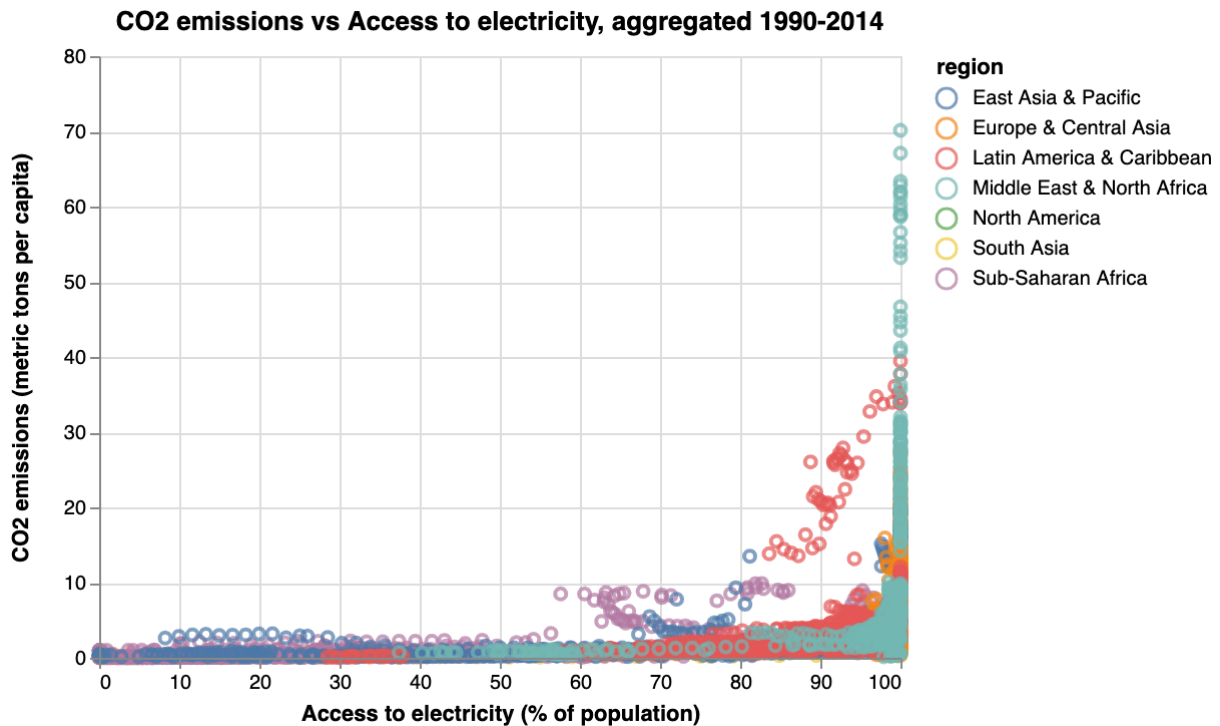 CO2 emissions vs Access to electricity, aggregated 1990-2014
CO2 emissions (metric tons per capita)
80
70
60
50
40
30
20
10
0
0 10 20 30 40 50 60 70 80 90 100
Access to electricity (% of population)
region
East Asia & Pacific
Europe & Central Asia
Latin America & Caribbean
Middle East & North Africa
North America
South Asia
Sub-Saharan Africa